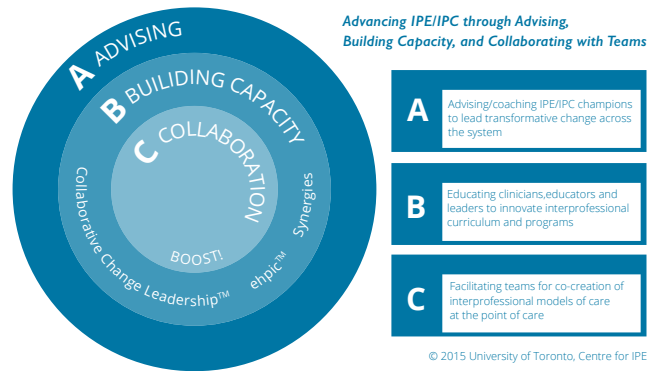 Advancing IPE/IPC through Advising,
Building Capacity, and Collaborating with Teams
A ADVISING
B BUILIDING CAPACITY
C COLLABORATION
BOOST!
Collaborative Change Leadership™
ehpic™
Synergies
A
Advising/coaching IPE/IPC champions
to lead transformative change across
the system
B
Educating clinicians,educators and
leaders to innovate interprofessional
curriculum and programs
C
Facilitating teams for co-creation of
interprofessional models of care
at the point of care
© 2015 University of Toronto, Centre for IPE